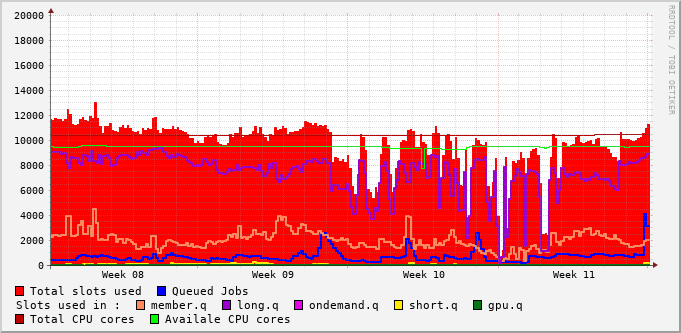 20000
18000
16000
14000
12000
10000
8000
6000
4000
2000
0
Week 08 Week 09 Week 10 Week 11
RRDTOOL / TOBI OETIKER
Total slots used Queued Jobs
Slots used in : member.q long.q ondemand.q short.q gpu.q
Total CPU cores Availale CPU cores